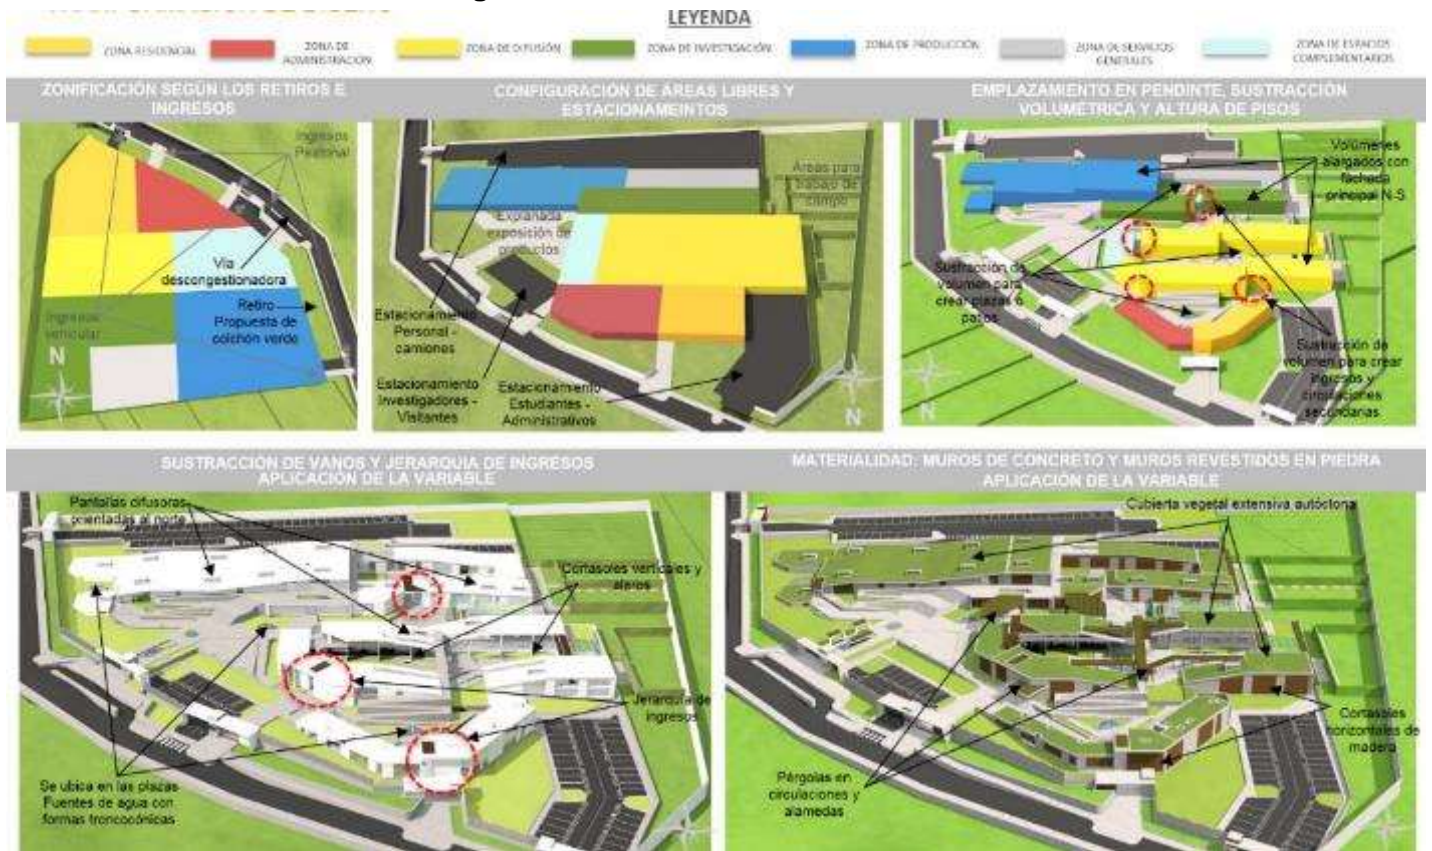 LEYENDA
ZONA RESIDENCIAL
ZONA DE
ADMINISTRACIÓN
ZONA DE DIFUSIÓN
ZONA DE INVESTIGACIÓN
ZONA DE PRODUCCIÓN
ZONA DE SERVICIOS
GENERALES
ZONA DE ESPACIOS
COMPLEMENTARIOS
ZONIFICACIÓN SEGÚN LOS RETIROS E
INGRESOS
Ingresos
Peatonal
Vía
descongestionadora
Retiro
Propuesta de
colchón verde
Ingresos
vehicular
N
CONFIGURACIÓN DE ÁREAS LIBRES Y
ESTACIONAMEINTOS
Áreas para
trabajo de
campo
Explanada
exposición de
productos
Estacionamiento
Personal -
camiones
Estacionamiento
Investigadores -
Visitantes
Estacionamiento
Estudiantes -
Administrativos
N
EMPLAZAMIENTO EN PENDINTE, SUSTRACCIÓN
VOLUMÉTRICA Y ALTURA DE PISOS
Volúmenes
alargados con
fachada
principal N-S
Sustracción de
volumen para
crear plazas o
patios
Sustracción de
volumen para crear
ingresos y
circulaciones
secundarias
N
SUSTRACCIÓN DE VANOS Y JERARQUIA DE INGRESOS
APLICACIÓN DE LA VARIABLE
Pantallas difusoras
orientadas al norte
Cortasoles verticales y
aleros
Jerarquía de
ingresos
Se ubica en las plazas
Fuentes de agua con
formas troncocónicas
MATERIALIDAD: MUROS DE CONCRETO Y MUROS REVESTIDOS EN PIEDRA
APLICACIÓN DE LA VARIABLE
Cubierta vegetal extensiva autóctona
Cortasoles
horizontales de
madera
Pérgolas en
circulaciones y
alamedas